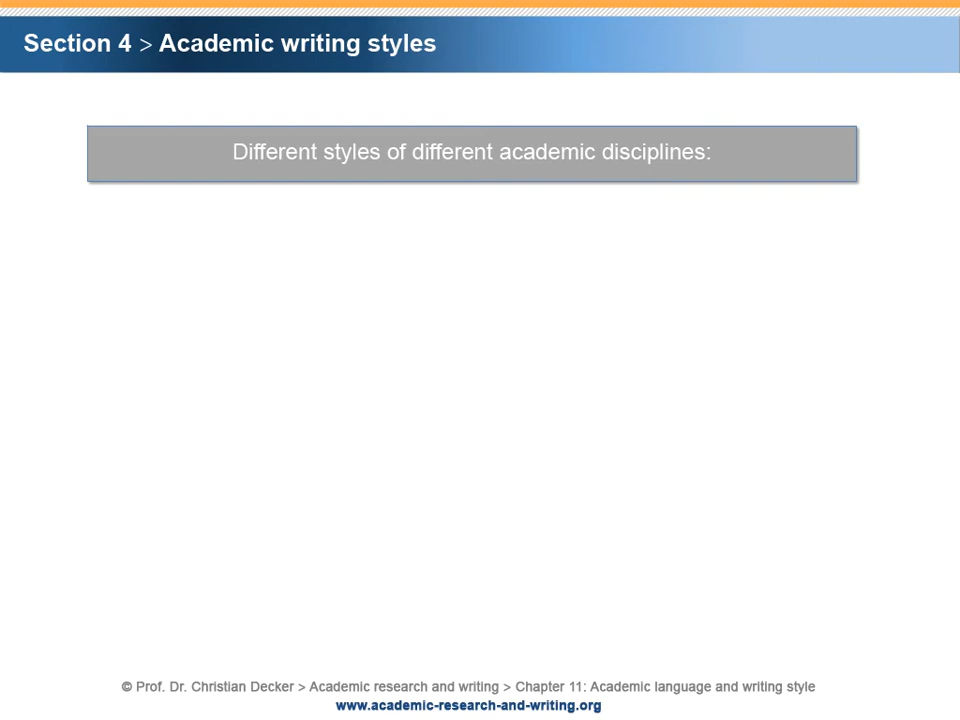 Section 4 > Academic writing styles
Different styles of different academic disciplines:
© Prof. Dr. Christian Decker > Academic research and writing > Chapter 11: Academic language and writing style
www.academic-research-and-writing.org